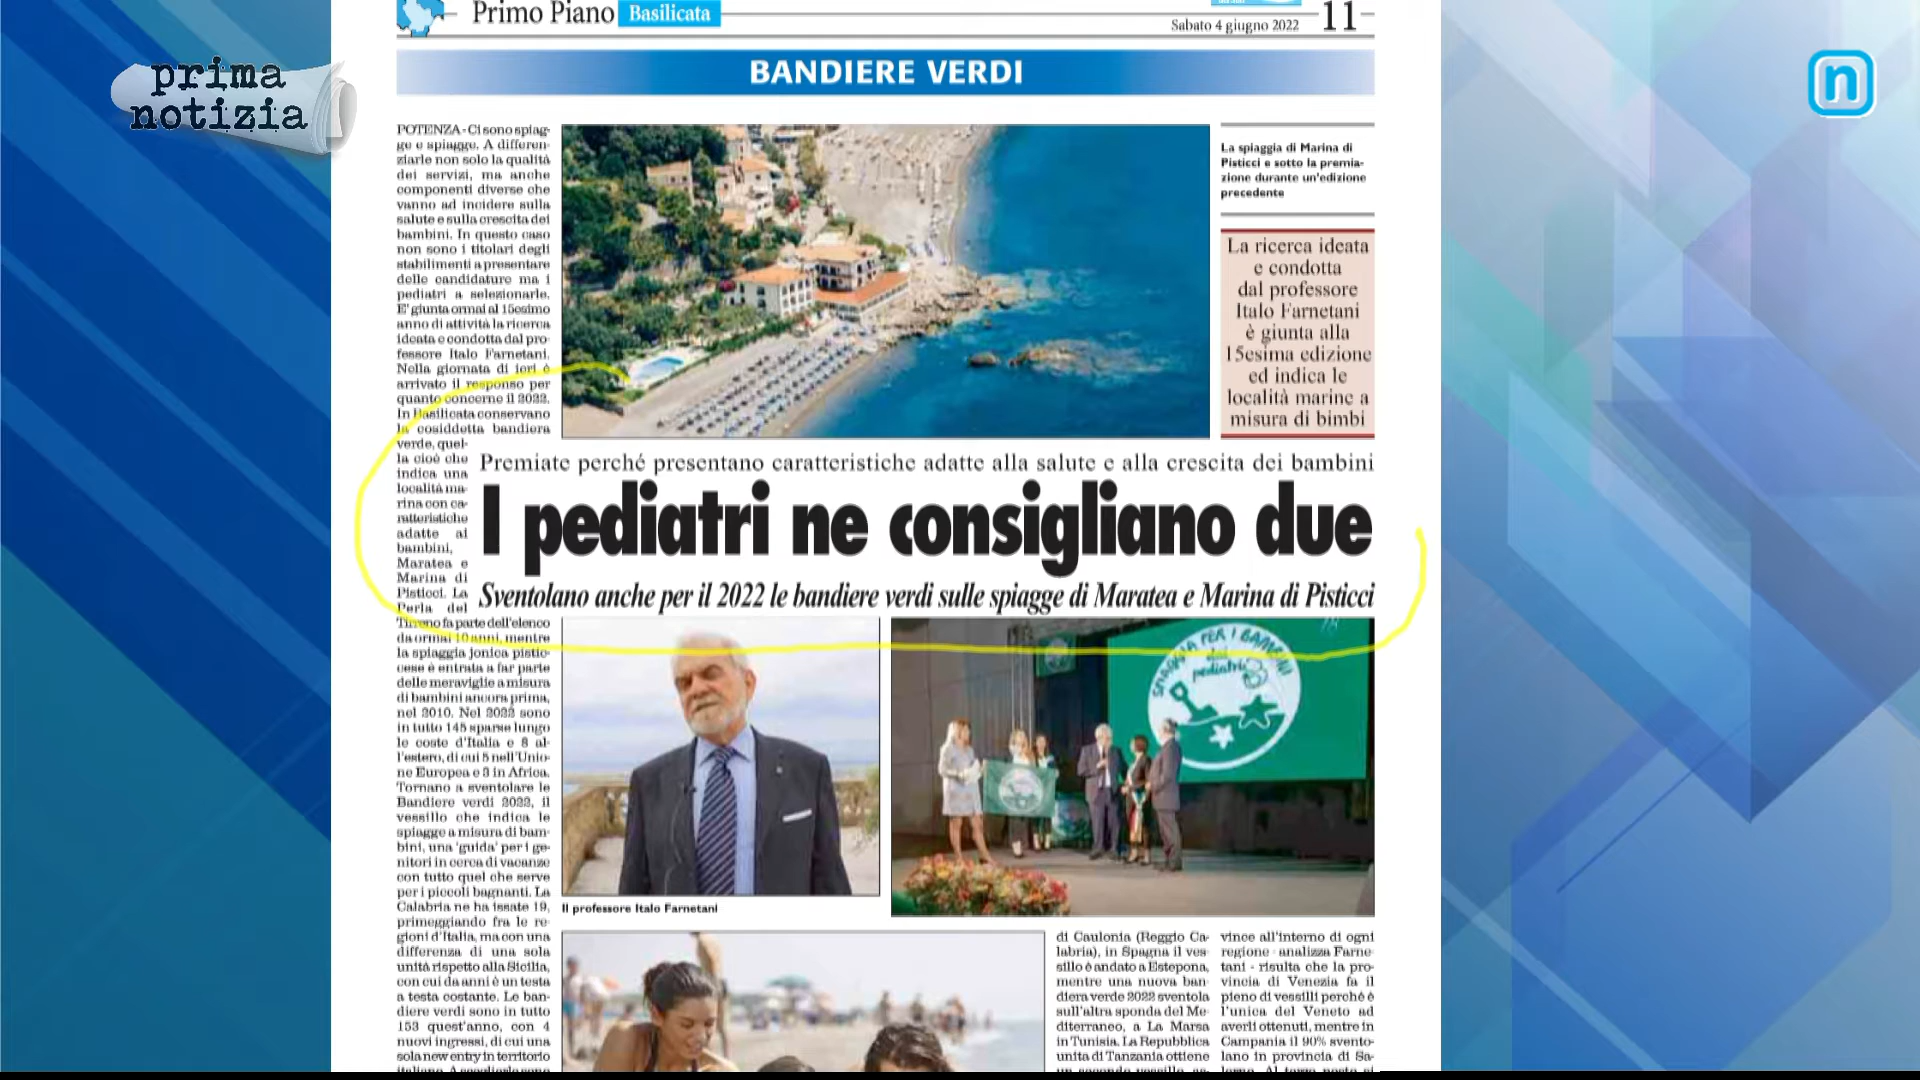 Primo Piano Basilicata
Sabato 4 giugno 2022
11
prima
notizia
n
BANDIERE VERDI
POTENZA - Ci sono spiag-
ge e spiagge. A differen-
ziarle non solo la qualità
dei servizi, ma anche
componenti diverse che
vanno ad incidere sulla
salute e sulla crescita dei
bambini. In questo caso
non sono i titolari degli
stabilimenti a presentare
delle candidature ma i
pediatri a selezionarle.
E' giunta ormai al 15esimo
anno di attività la ricerca
ideata e condotta dal pro-
fessore Italo Farnetani.
Nella giornata di ieri è
arrivato il responso per
quanto concerne il 2022.
In Basilicata conservano
la cosiddetta bandiera
verde, quel-
la cioè che
indica una
località ma-
rina con ca-
ratteristiche
adatte ai
bambini,
Maratea e
Marina di
Pisticci. La
Perla del
Tirreno fa parte dell'elenco
da ormai 10 anni, mentre
la spiaggia jonica pistic-
cese è entrata a far parte
delle meraviglie a misura
di bambini ancora prima,
nel 2010. Nel 2022 sono
in tutto 145 sparse lungo
le coste d'Italia e 8 al-
l'estero, di cui 5 nell'Unio-
ne Europea e 3 in Africa.
Tornano a sventolare le
Bandiere verdi 2022, il
vessillo che indica le
spiagge a misura di bam-
bini, una 'guida' per i ge-
nitori in cerca di vacanze
con tutto quel che serve
per i piccoli bagnanti. La
Calabria ne ha issate 19,
primeggiando fra le re-
gioni d'Italia, ma con una
differenza di una sola
unità rispetto alla Sicilia,
con cui da anni è un testa
a testa costante. Le ban-
diere verdi sono in tutto
153 quest'anno, con 4
nuovi ingressi, di cui una
sola new entry in territorio
La spiaggia di Marina di
Pisticci e sotto la premia-
zione durante un'edizione
precedente
La ricerca ideata
e condotta
dal professore
Italo Farnetani
è giunta alla
15esima edizione
ed indica le
località marine a
misura di bimbi
Premiate perché presentano caratteristiche adatte alla salute e alla crescita dei bambini
I pediatri ne consigliano due
Sventolano anche per il 2022 le bandiere verdi sulle spiagge di Maratea e Marina di Pisticci
SPIAGGIA PER I BAMBINI
dai
pediatri
Il professore Italo Farnetani
di Caulonia (Reggio Ca-
labria), in Spagna il ves-
sillo è andato a Estepona,
mentre una nuova ban-
diera verde 2022 sventola
sull'altra sponda del Me-
diterraneo, a La Marsa
in Tunisia. La Repubblica
unita di Tanzania ottiene
vince all'interno di ogni
regione - analizza Farne-
tani - risulta che la pro-
vincia di Venezia fa il
pieno di vessilli perché è
l'unica del Veneto ad
averli ottenuti, mentre in
Campania il 90% svento-
lano in provincia di Sa-